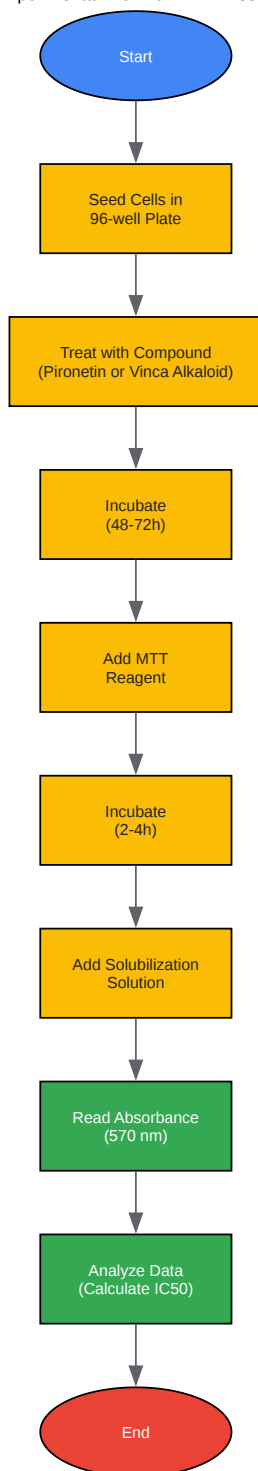 Start
Seed Cells in
96-well Plate
Treat with Compound
(Pironetin or Vinca Alkaloid)
Incubate
(48-72h)
Add MTT
Reagent
Incubate
(2-4h)
Add Solubilization
Solution
Read Absorbance
(570 nm)
Analyze Data
(Calculate IC50)
End